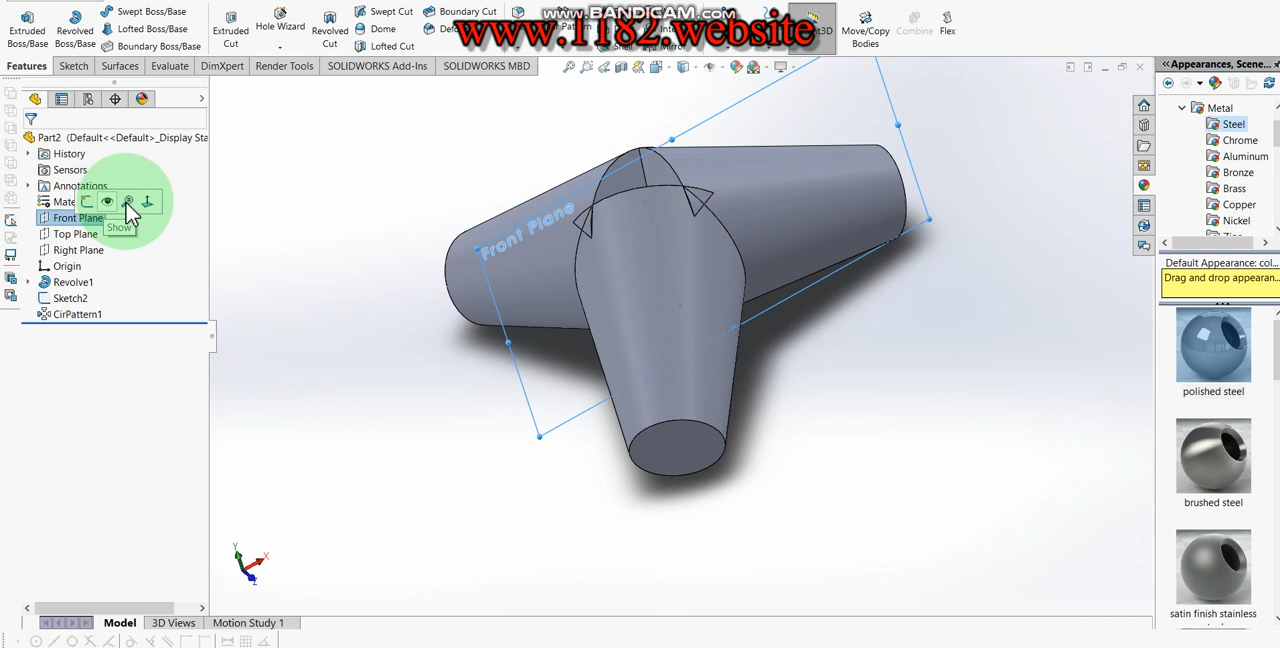 www.BANDICAM.com
www.1182.website
Extruded Boss/Base
Revolved Boss/Base
Swept Boss/Base
Lofted Boss/Base
Boundary Boss/Base
Extruded Cut
Hole Wizard
Revolved Cut
Swept Cut
Dome
Lofted Cut
Boundary Cut
Move/Copy Bodies
Combine
Flex
Features
Sketch
Surfaces
Evaluate
DimXpert
Render Tools
SOLIDWORKS Add-Ins
SOLIDWORKS MBD
Part2 (Default<<Default>_Display Sta
History
Sensors
Annotations
Mate
Front Plane
Show
Top Plane
Right Plane
Origin
Revolve1
Sketch2
CirPattern1
Front Plane
Y
X
Z
Model
3D Views
Motion Study 1
Appearances, Scene...
Metal
Steel
Chrome
Aluminum
Bronze
Brass
Copper
Nickel
Default Appearance: col...
Drag and drop appearan...
polished steel
brushed steel
satin finish stainless